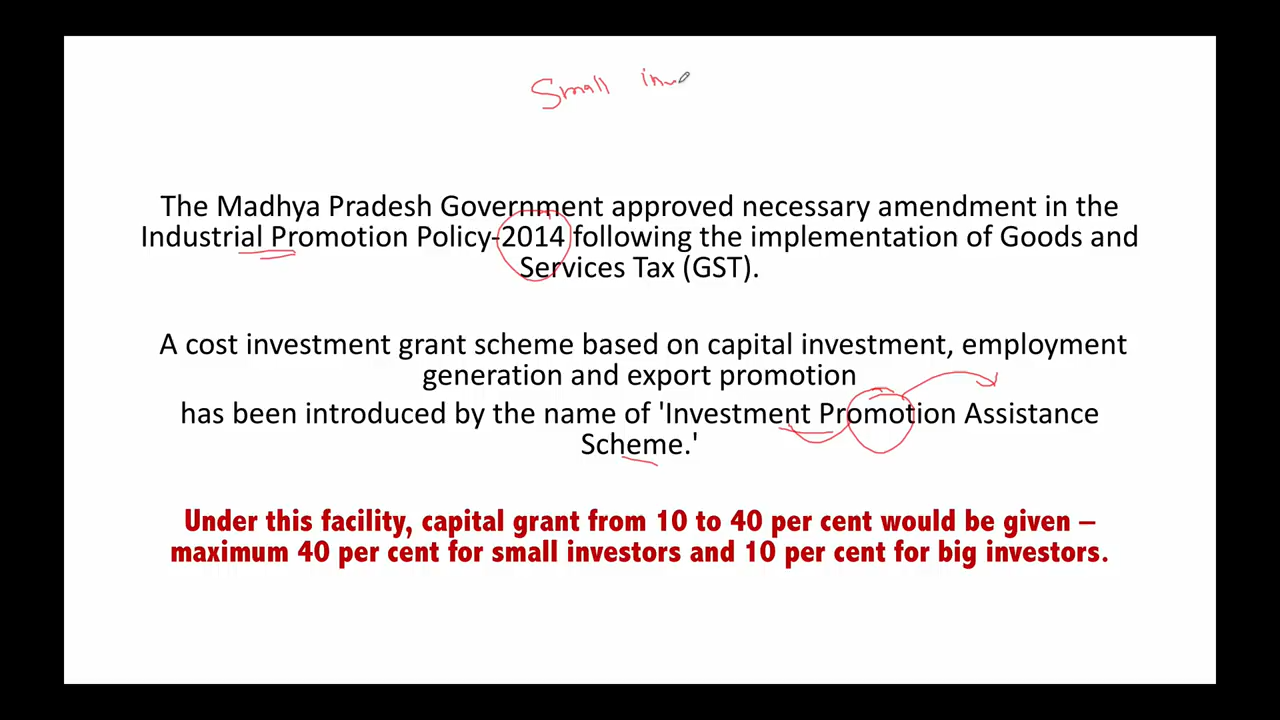 Small inv
The Madhya Pradesh Government approved necessary amendment in the
Industrial Promotion Policy-2014 following the implementation of Goods and
Services Tax (GST).
A cost investment grant scheme based on capital investment, employment
generation and export promotion
has been introduced by the name of 'Investment Promotion Assistance
Scheme.'
Under this facility, capital grant from 10 to 40 per cent would be given –
maximum 40 per cent for small investors and 10 per cent for big investors.